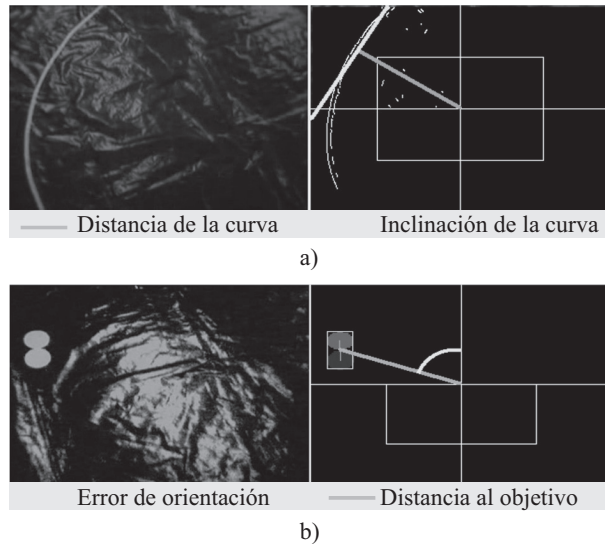 Distancia de la curva Inclinación de la curva
a)
Error de orientación Distancia al objetivo
b)